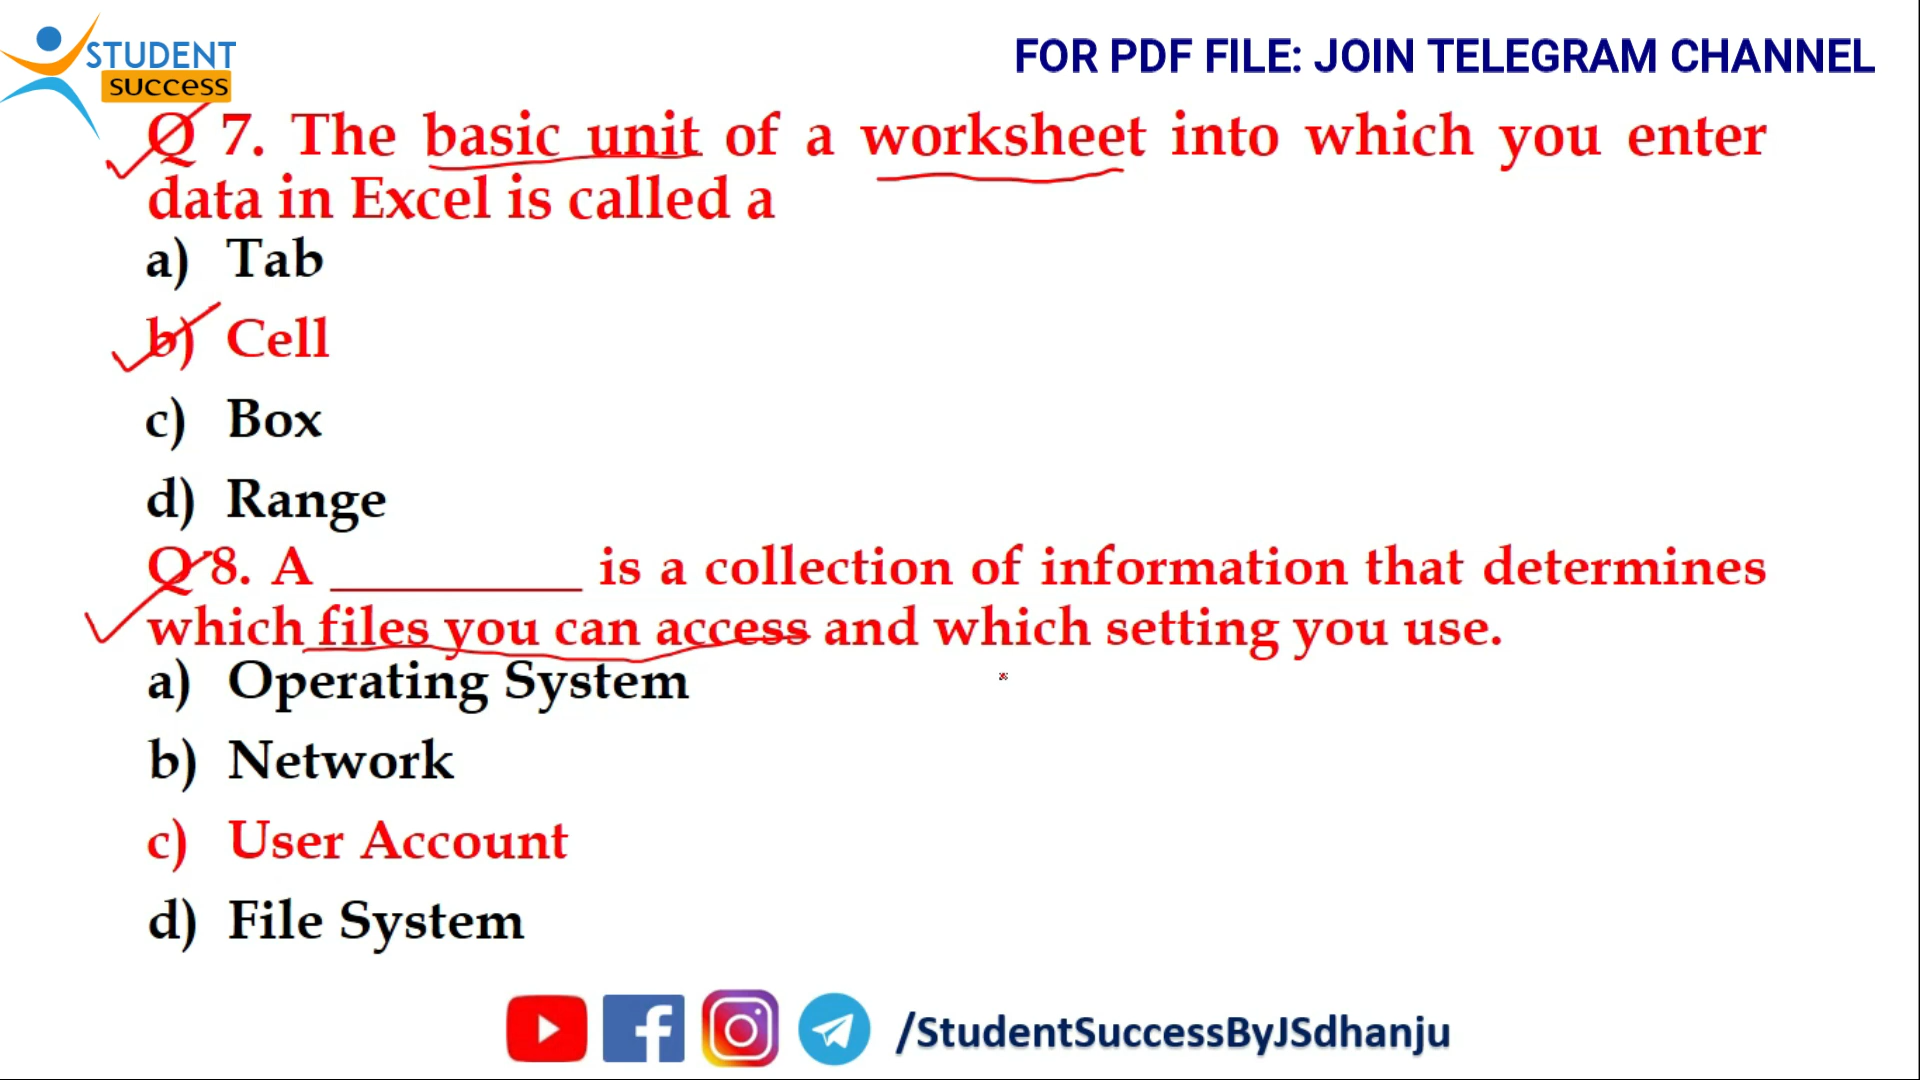 STUDENT
success
FOR PDF FILE: JOIN TELEGRAM CHANNEL
Q 7. The basic unit of a worksheet into which you enter
data in Excel is called a
a) Tab
b) Cell
c) Box
d) Range
Q 8. A __________ is a collection of information that determines
which files you can access and which setting you use.
a) Operating System
b) Network
c) User Account
d) File System
/StudentSuccessByJSdhanju